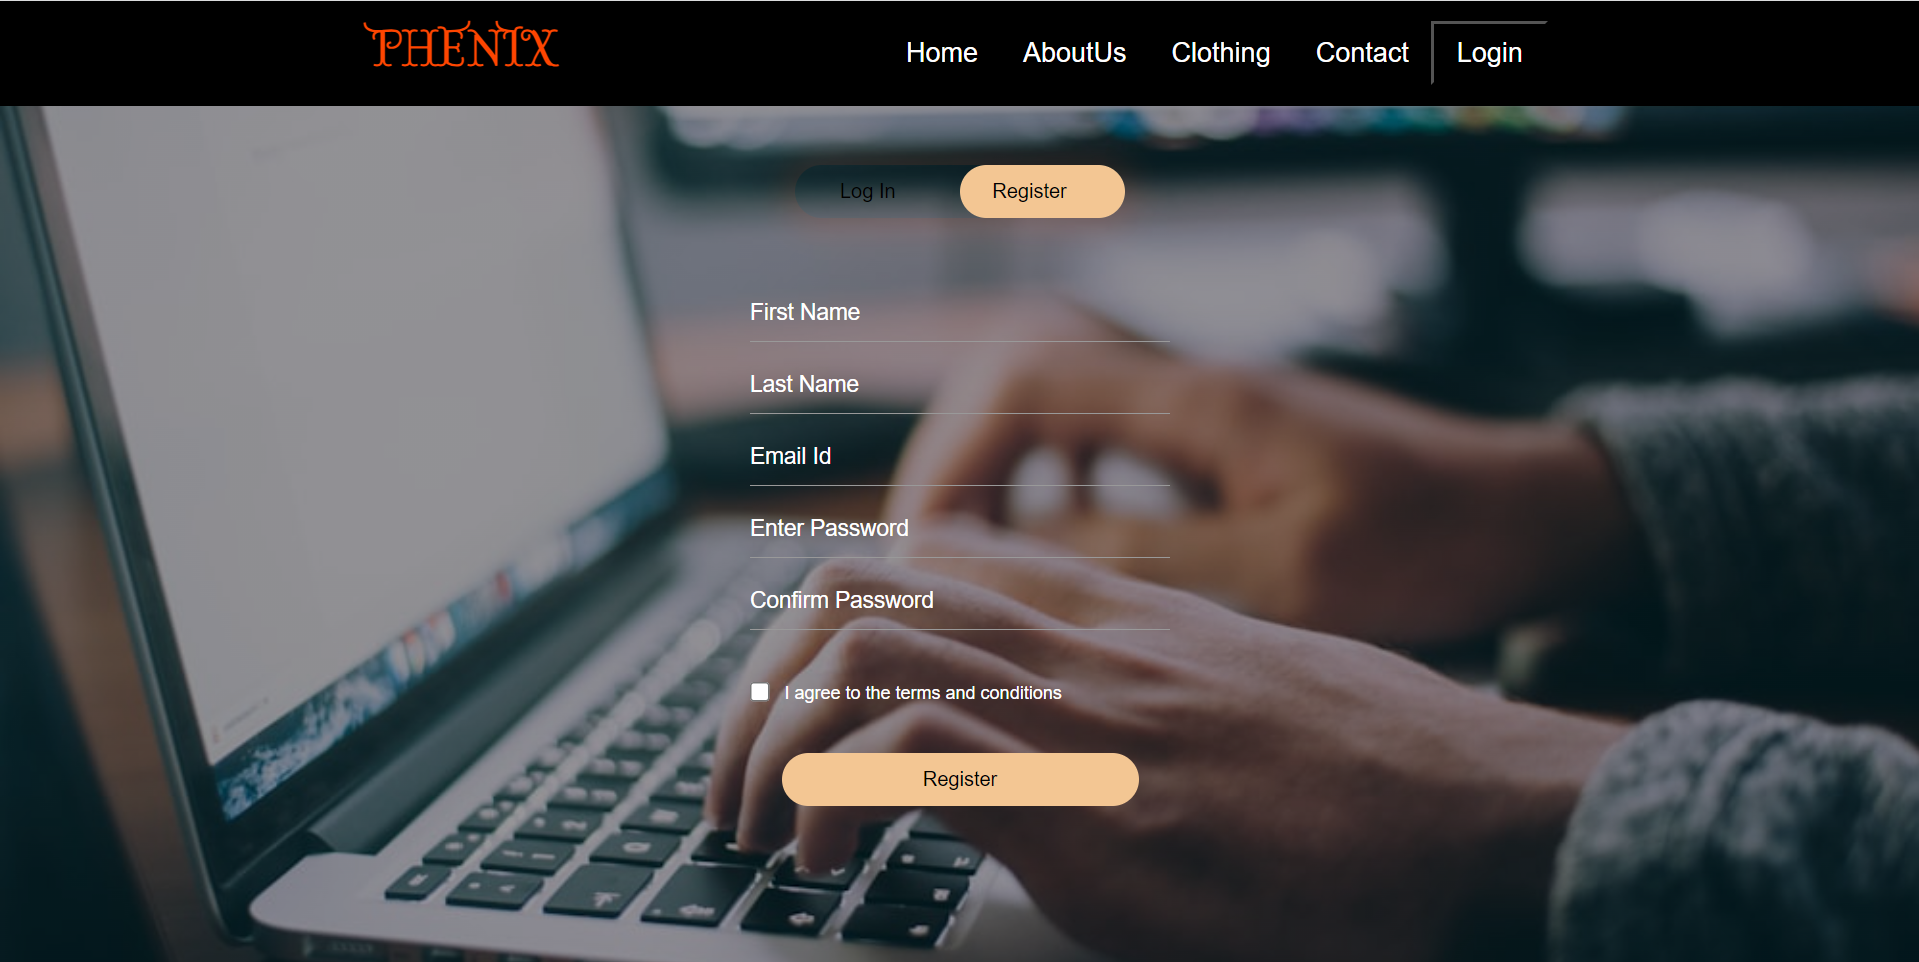 PHENIX
Home AboutUs Clothing Contact Login
Log In Register
First Name
Last Name
Email Id
Enter Password
Confirm Password
I agree to the terms and conditions
Register